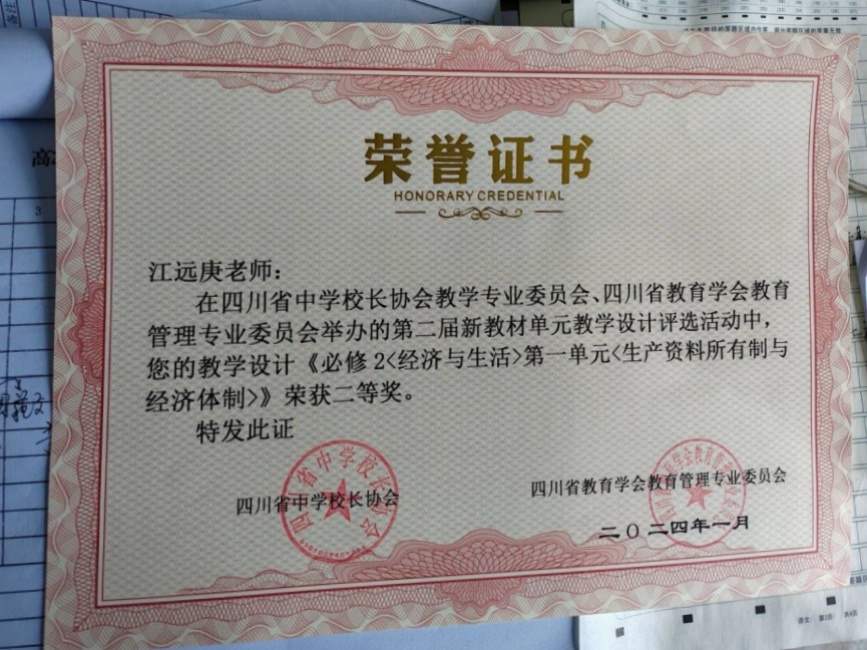 荣誉证书
HONORARY CREDENTIAL
江远庚老师：
在四川省中学校长协会教学专业委员会、四川省教育学会教育
管理专业委员会举办的第二届新教材单元教学设计评选活动中，
您的教学设计《必修2<经济与生活>第一单元<生产资料所有制与
经济体制>》荣获二等奖。
特发此证
四川省中学校长协会
四川省教育学会教育管理专业委员会
二〇二四年一月